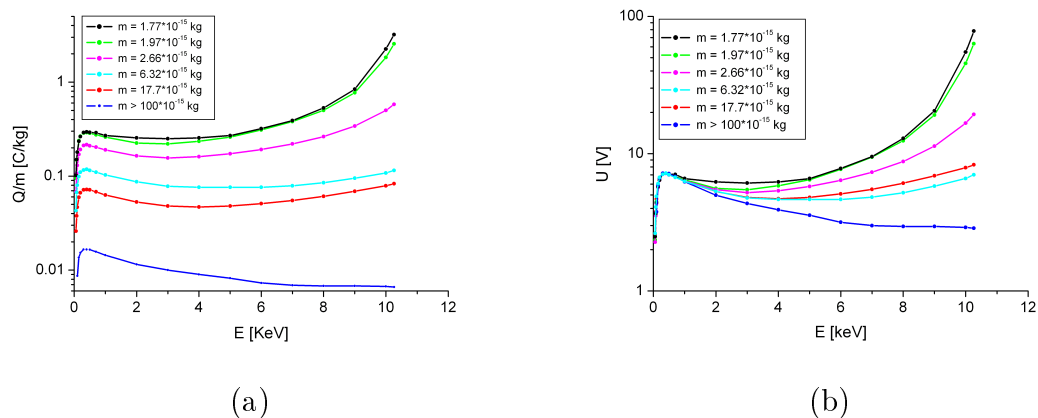 m = 1.77*10-15 kg
m = 1.97*10-15 kg
m = 2.66*10-15 kg
m = 6.32*10-15 kg
m = 17.7*10-15 kg
m > 100*10-15 kg
Q/m [C/kg]
1
0.1
0.01
0 2 4 6 8 10 12
E [KeV]
(a)
m = 1.77*10-15 kg
m = 1.97*10-15 kg
m = 2.66*10-15 kg
m = 6.32*10-15 kg
m = 17.7*10-15 kg
m > 100*10-15 kg
U [V]
100
10
1
0 2 4 6 8 10 12
E [keV]
(b)